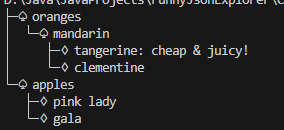 D:\Java\JavaProjects\FunnyJsonExplorer\
├─♤ oranges
│ └─♤ mandarin
│   ├─♢ tangerine: cheap & juicy!
│   └─♢ clementine
└─♤ apples
  ├─♢ pink lady
  └─♢ gala